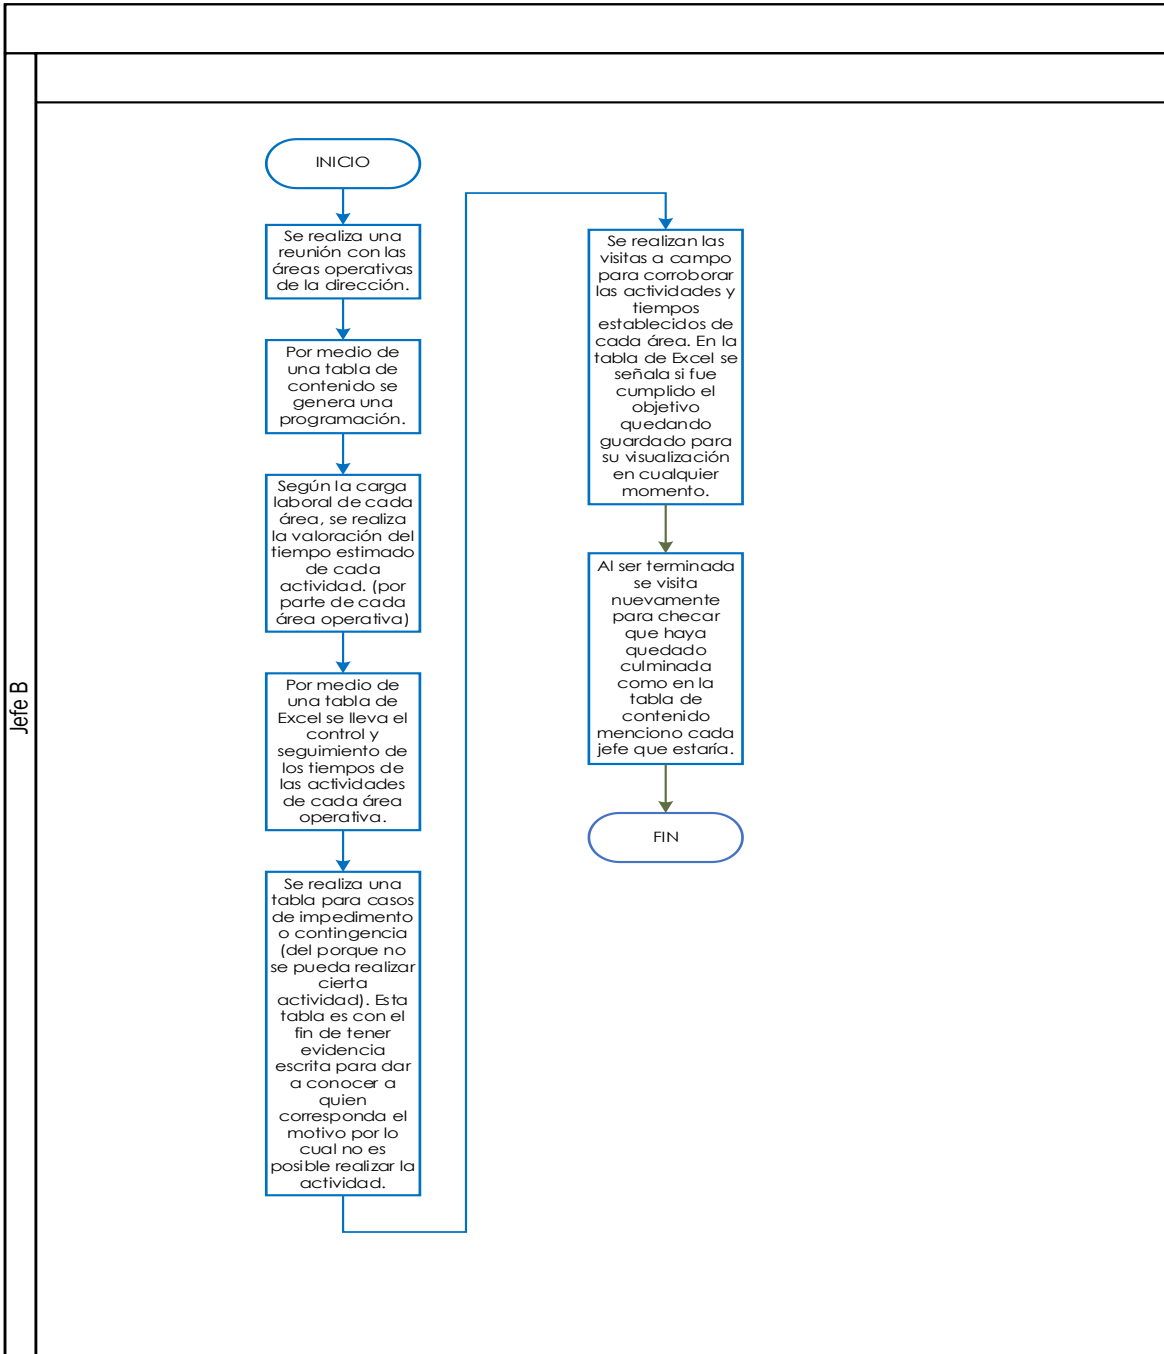 Jefe B
INICIO
Se realiza una
reunión con las
áreas operativas
de la dirección.
Por medio de
una tabla de
contenido se
genera una
programación.
Según la carga
laboral de cada
área, se realiza
la valoración del
tiempo estimado
de cada
actividad. (por
parte de cada
área operativa)
Por medio de
una tabla de
Excel se lleva el
control y
seguimiento de
los tiempos de
las actividades
de cada área
operativa.
Se realiza una
tabla para casos
de impedimento
o contingencia
(del porque no
se pueda realizar
cierta
actividad). Esta
tabla es con el
fin de tener
evidencia
escrita para dar
a conocer a
quien
corresponda el
motivo por lo
cual no es
posible realizar la
actividad.
Se realizan las
visitas a campo
para corroborar
las actividades y
tiempos
establecidos de
cada área. En la
tabla de Excel se
señala si fue
cumplido el
objetivo
quedando
guardado para
su visualización
en cualquier
momento.
Al ser terminada
se visita
nuevamente
para checar
que haya
quedado
culminada
como en la
tabla de
contenido
menciono cada
jefe que estaría.
FIN